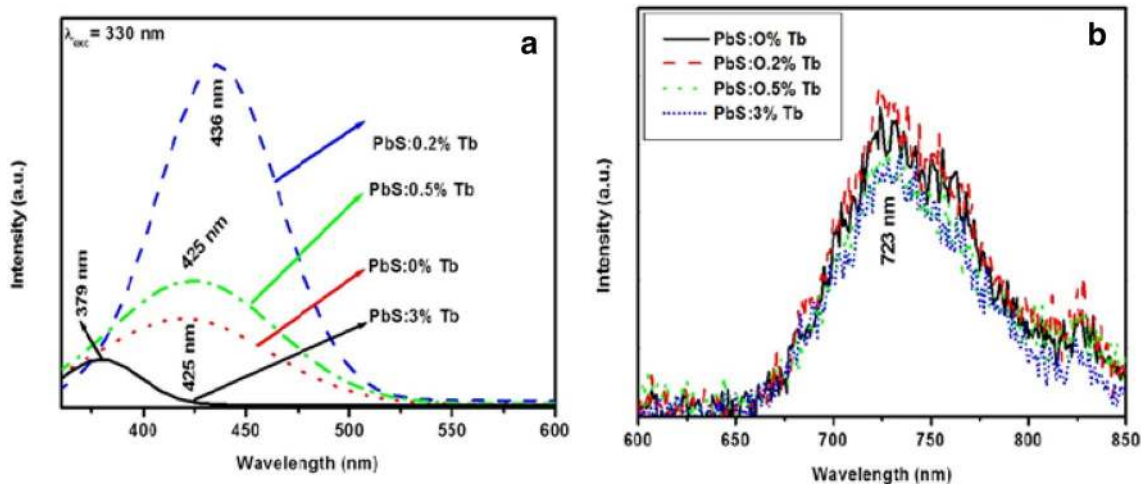 λexc = 330 nm
a
436 nm
PbS:0.2% Tb
PbS:0.5% Tb
425 nm
379 nm
PbS:0% Tb
PbS:3% Tb
425 nm
Intensity (a.u.)
400 450 500 550 600
Wavelength (nm)
b
PbS:O% Tb
PbS:O.2% Tb
PbS:O.5% Tb
PbS:3% Tb
723 nm
Intensity (a.u.)
600 650 700 750 800 850
Wavelength (nm)